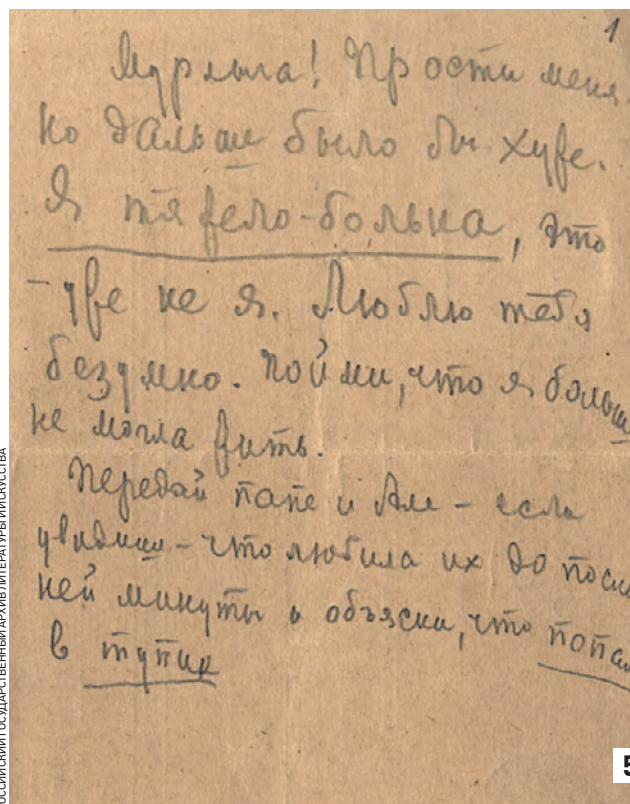 1
Мурлыга! Прости меня
но дальше было бы хуже.
Я тяжело-больна, это
– уже не я. Люблю тебя
безумно. Пойми, что я больше
не могла жить.
Передай папе и Але – если
увидишь – что любила их до
ней минуты и объясни, что
в тупик
ОССИЙСКИЙ ГОСУДАРСТВЕННЫЙ АРХИВ ЛИТЕРАТУРЫ И ИСКУССТВА
5